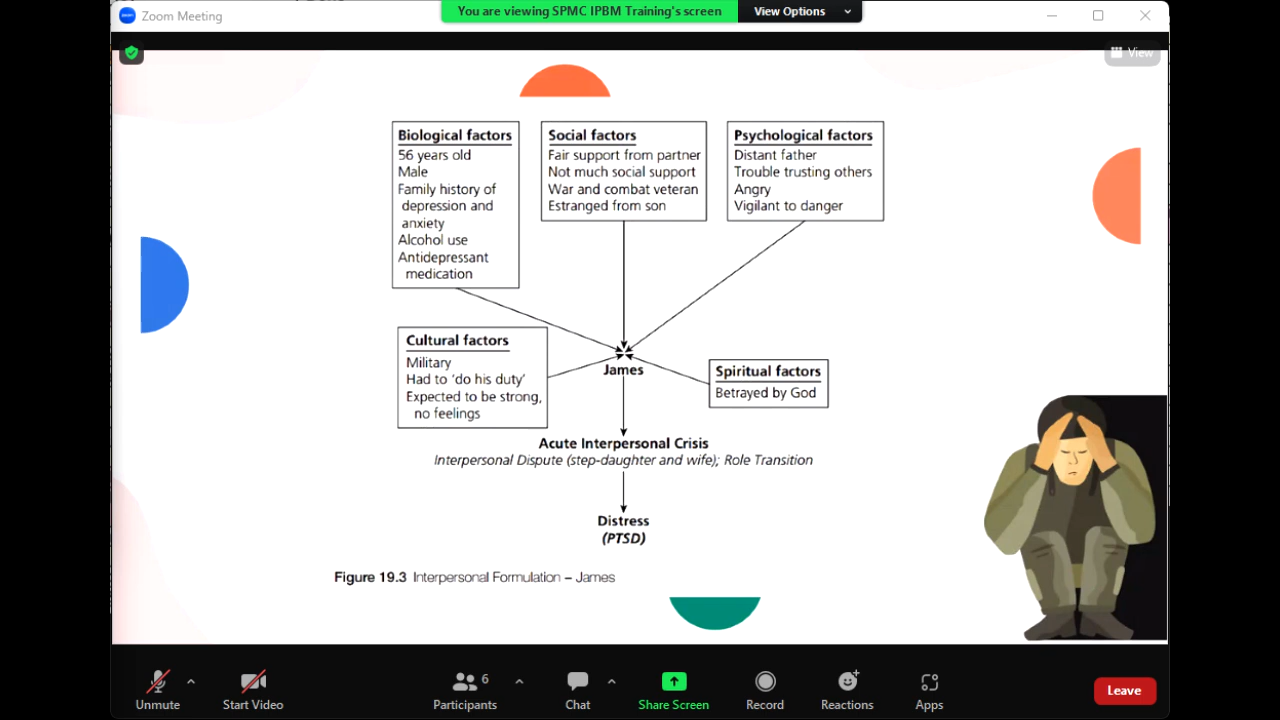 zoom
Zoom Meeting
You are viewing SPMC IPBM Training's screen
View Options
View
Biological factors
56 years old
Male
Family history of
depression and
anxiety
Alcohol use
Antidepressant
medication
Social factors
Fair support from partner
Not much social support
War and combat veteran
Estranged from son
Psychological factors
Distant father
Trouble trusting others
Angry
Vigilant to danger
Cultural factors
Military
Had to ‘do his duty’
Expected to be strong,
no feelings
James
Spiritual factors
Betrayed by God
Acute Interpersonal Crisis
Interpersonal Dispute (step-daughter and wife); Role Transition
Distress
(PTSD)
Figure 19.3 Interpersonal Formulation – James
Unmute
Start Video
Participants
6
Chat
Share Screen
Record
Reactions
Apps
Leave